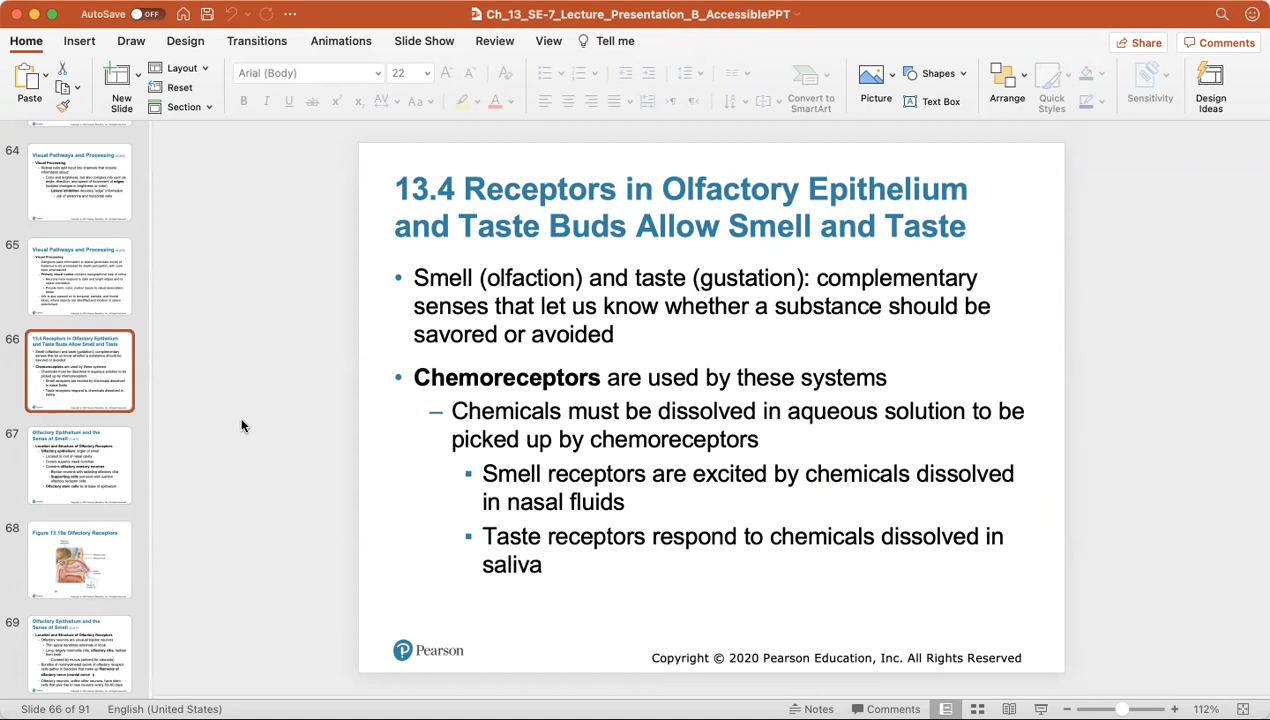 AutoSave OFF
Ch_13_SE-7_Lecture_Presentation_B_AccessiblePPT
Home Insert Draw Design Transitions Animations Slide Show Review View Tell me
Share Comments
Paste
New Slide
Layout
Reset
Section
Arial (Body) 22
Convert to SmartArt
Picture
Shapes
Text Box
Arrange
Quick Styles
Sensitivity
Design Ideas
64
Visual Pathways and Processing
65
Visual Pathways and Processing
66
13.4 Receptors in Olfactory Epithelium
and Taste Buds Allow Smell and Taste
67
Olfactory Epithelium and the
Sense of Smell
68
Figure 13.18a Olfactory Receptors
69
Olfactory Epithelium and the
Sense of Smell
13.4 Receptors in Olfactory Epithelium
and Taste Buds Allow Smell and Taste
• Smell (olfaction) and taste (gustation): complementary
senses that let us know whether a substance should be
savored or avoided
• Chemoreceptors are used by these systems
– Chemicals must be dissolved in aqueous solution to be
picked up by chemoreceptors
▪ Smell receptors are excited by chemicals dissolved
in nasal fluids
▪ Taste receptors respond to chemicals dissolved in
saliva
Pearson
Copyright © 2020 Pearson Education, Inc. All Rights Reserved
Slide 66 of 91 English (United States)
Notes Comments 112%